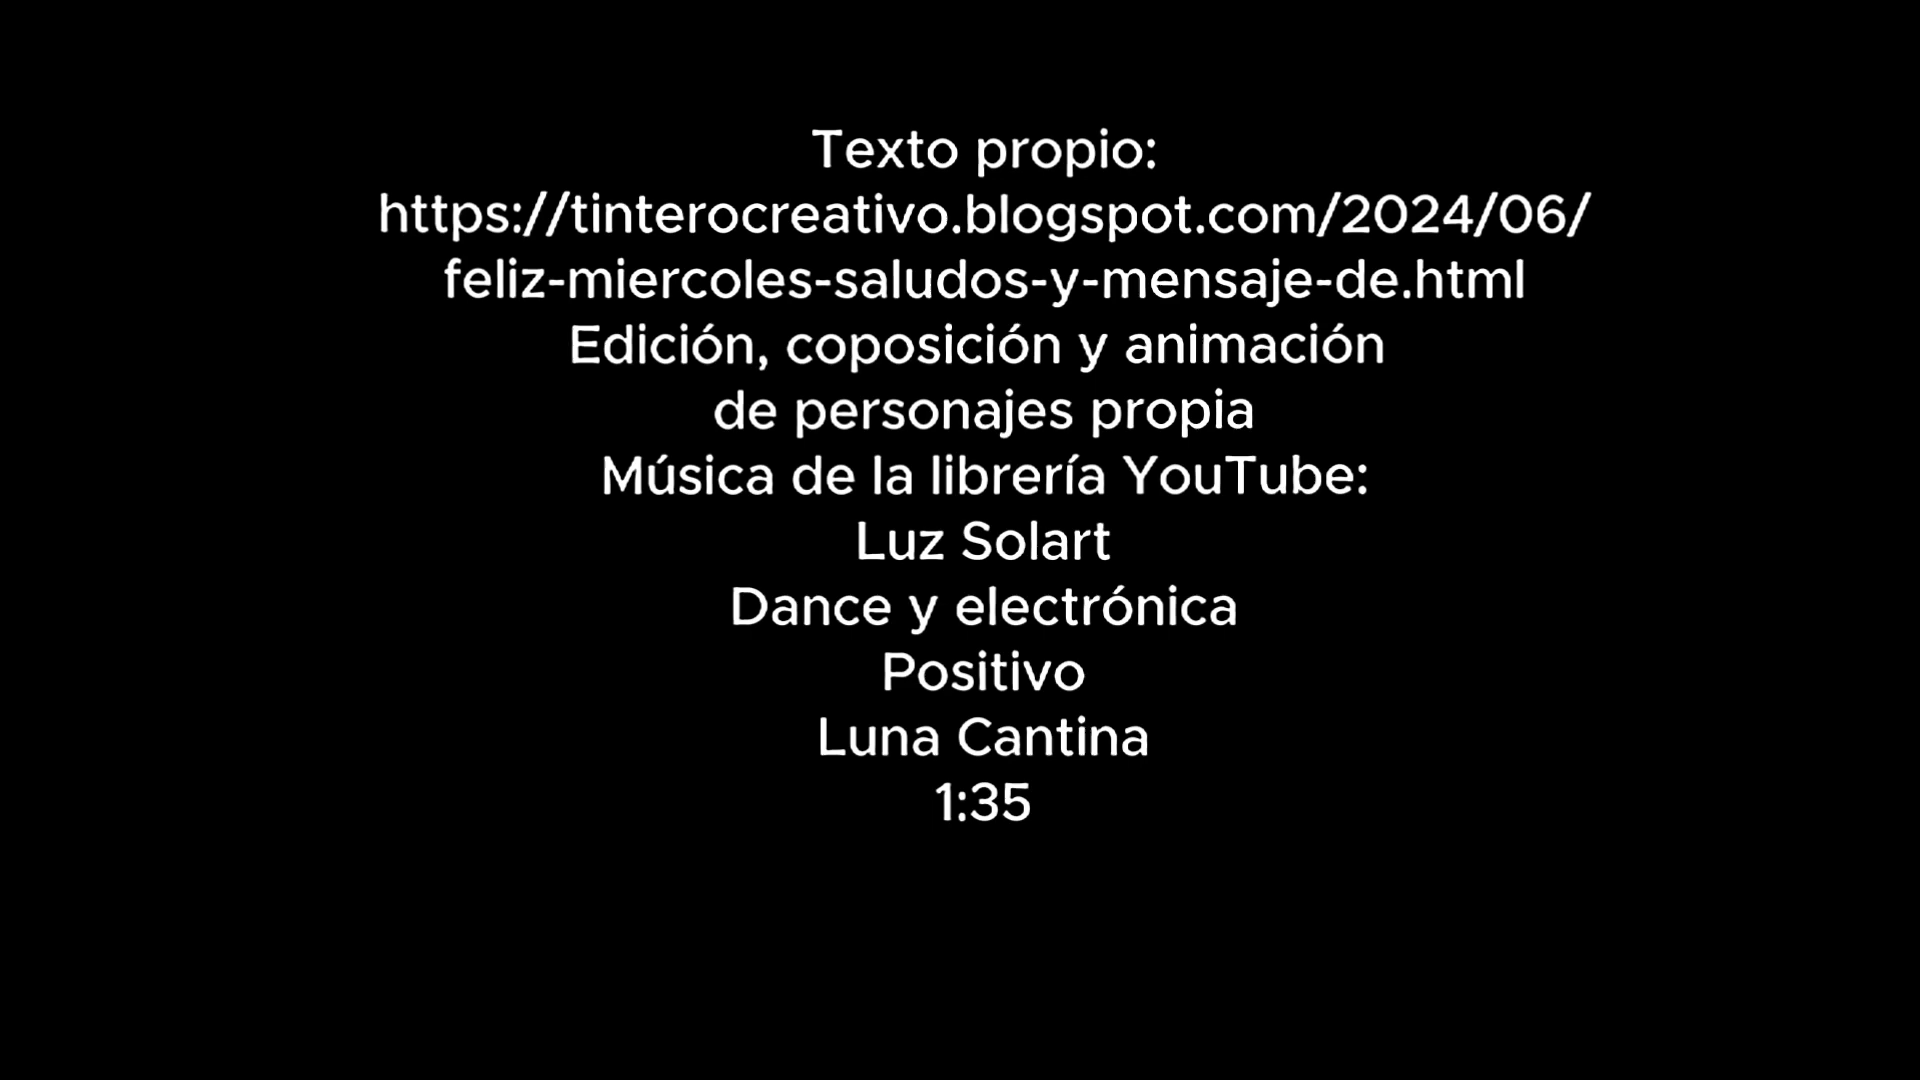 Texto propio:
https://tinterocreativo.blogspot.com/2024/06/
feliz-miercoles-saludos-y-mensaje-de.html
Edición, coposición y animación
de personajes propia
Música de la librería YouTube:
Luz Solart
Dance y electrónica
Positivo
Luna Cantina
1:35